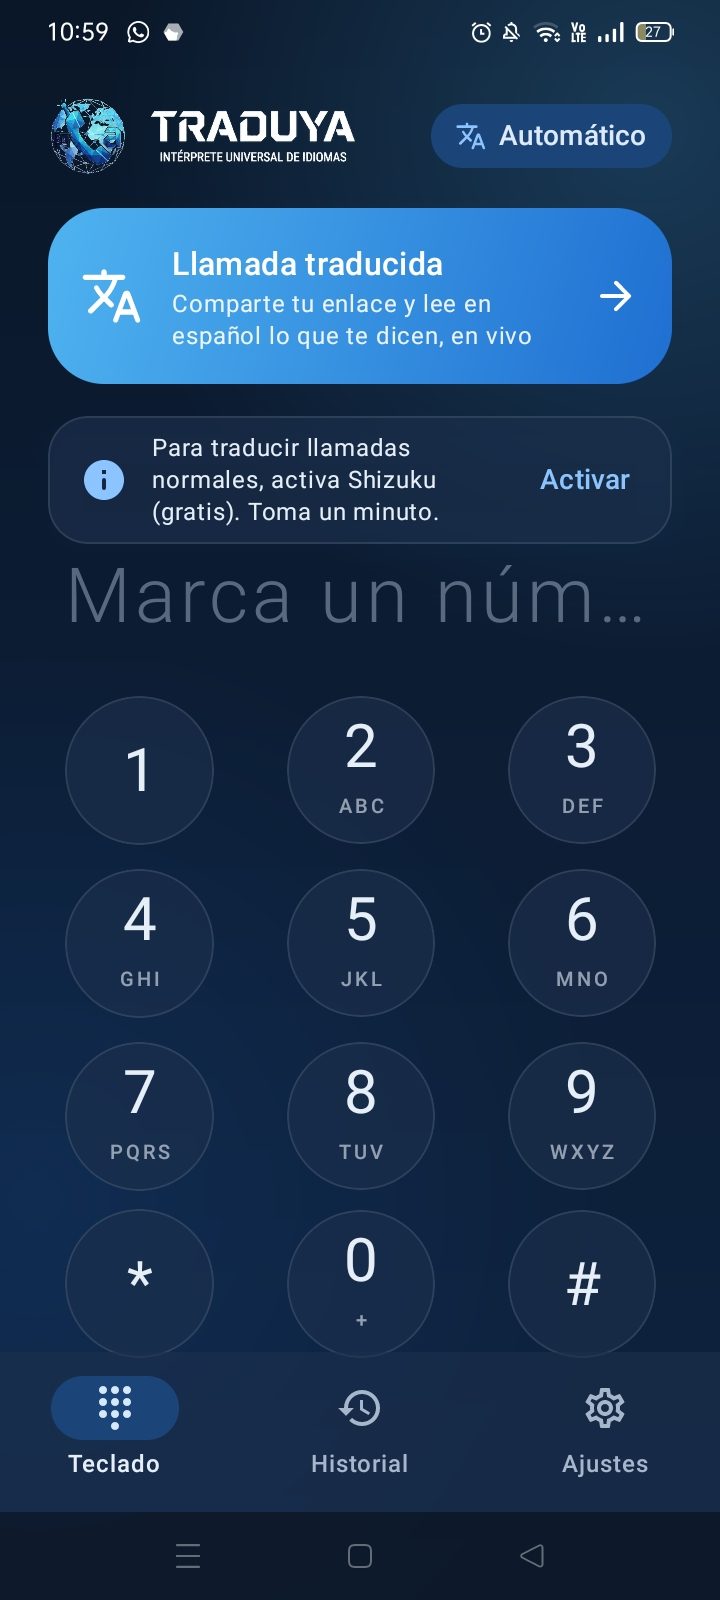 10:59
Vo
LTE
27
TRADUYA
INTÉRPRETE UNIVERSAL DE IDIOMAS
Automático
Llamada traducida
Comparte tu enlace y lee en
español lo que te dicen, en vivo
Para traducir llamadas
normales, activa Shizuku
(gratis). Toma un minuto.
Activar
Marca un núm...
1
2
3
ABC
DEF
4
5
6
GHI
JKL
MNO
7
8
9
PQRS
TUV
WXYZ
*
0
#
+
Teclado
Historial
Ajustes